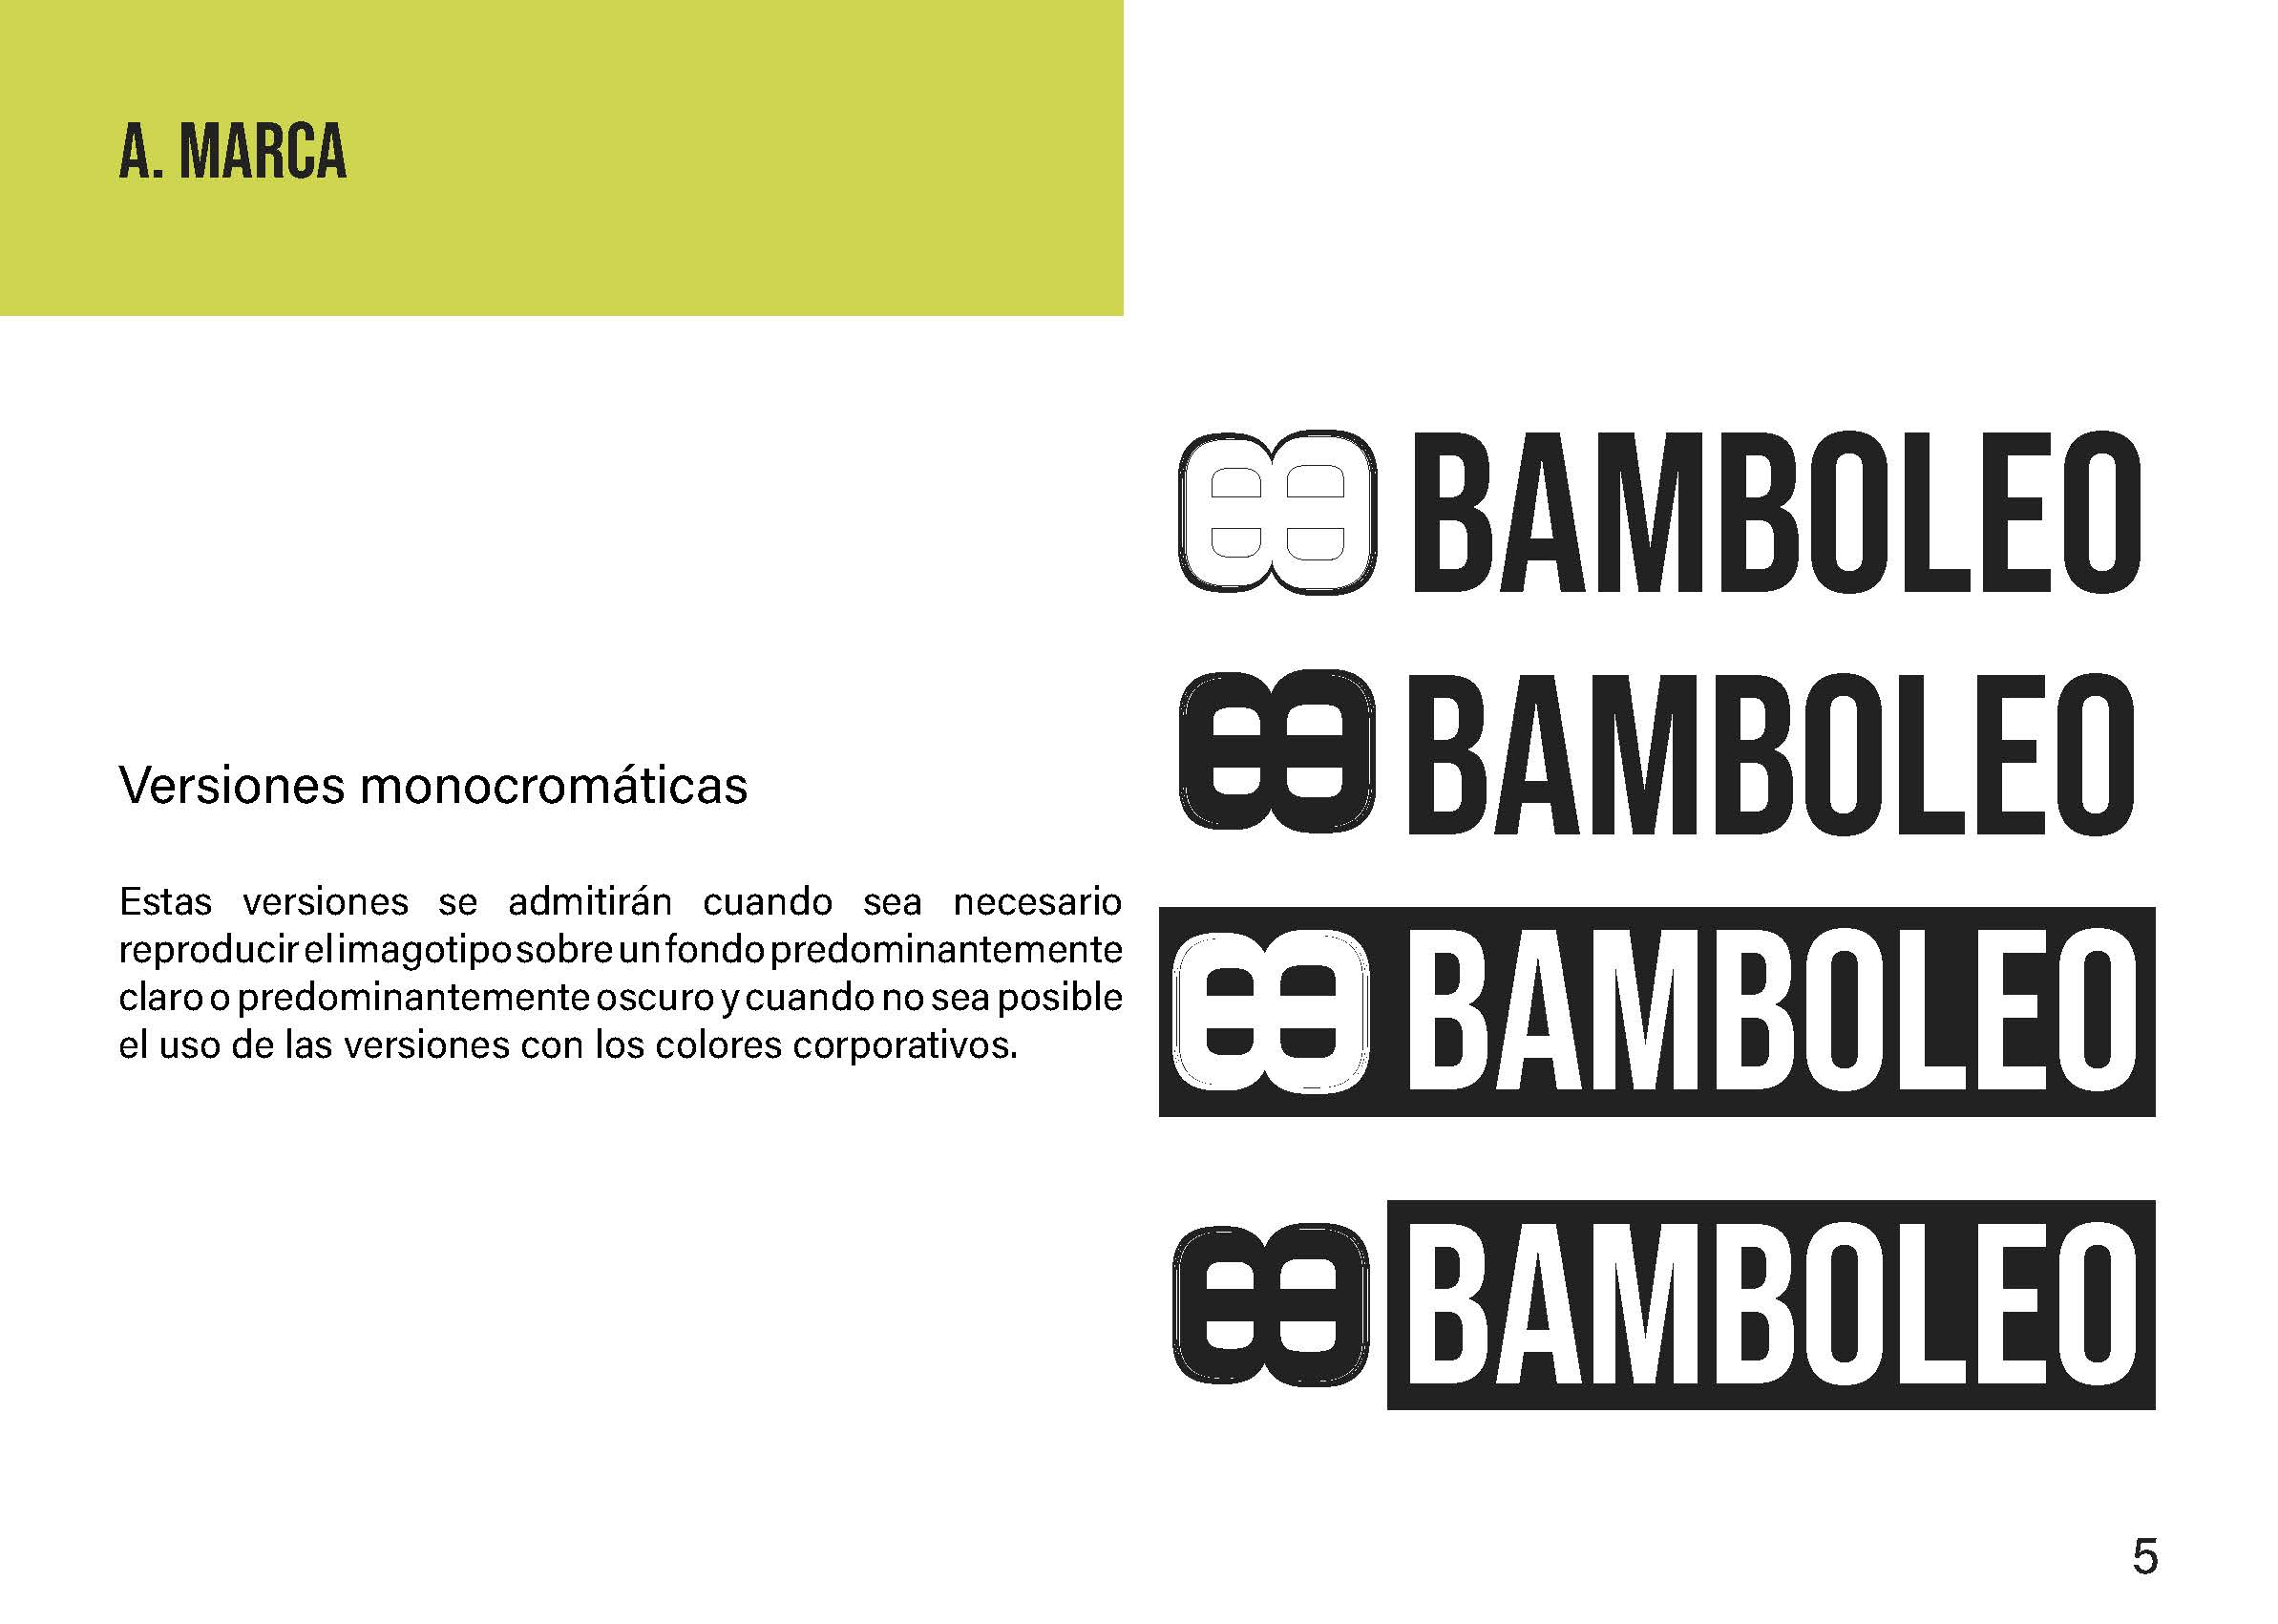 A. MARCA
BAMBOLEO
BAMBOLEO
Versiones monocromáticas
Estas versiones se admitirán cuando sea necesario
reproducir el imagotipo sobre un fondo predominantemente
claro o predominantemente oscuro y cuando no sea posible
el uso de las versiones con los colores corporativos.
BAMBOLEO
BAMBOLEO
5